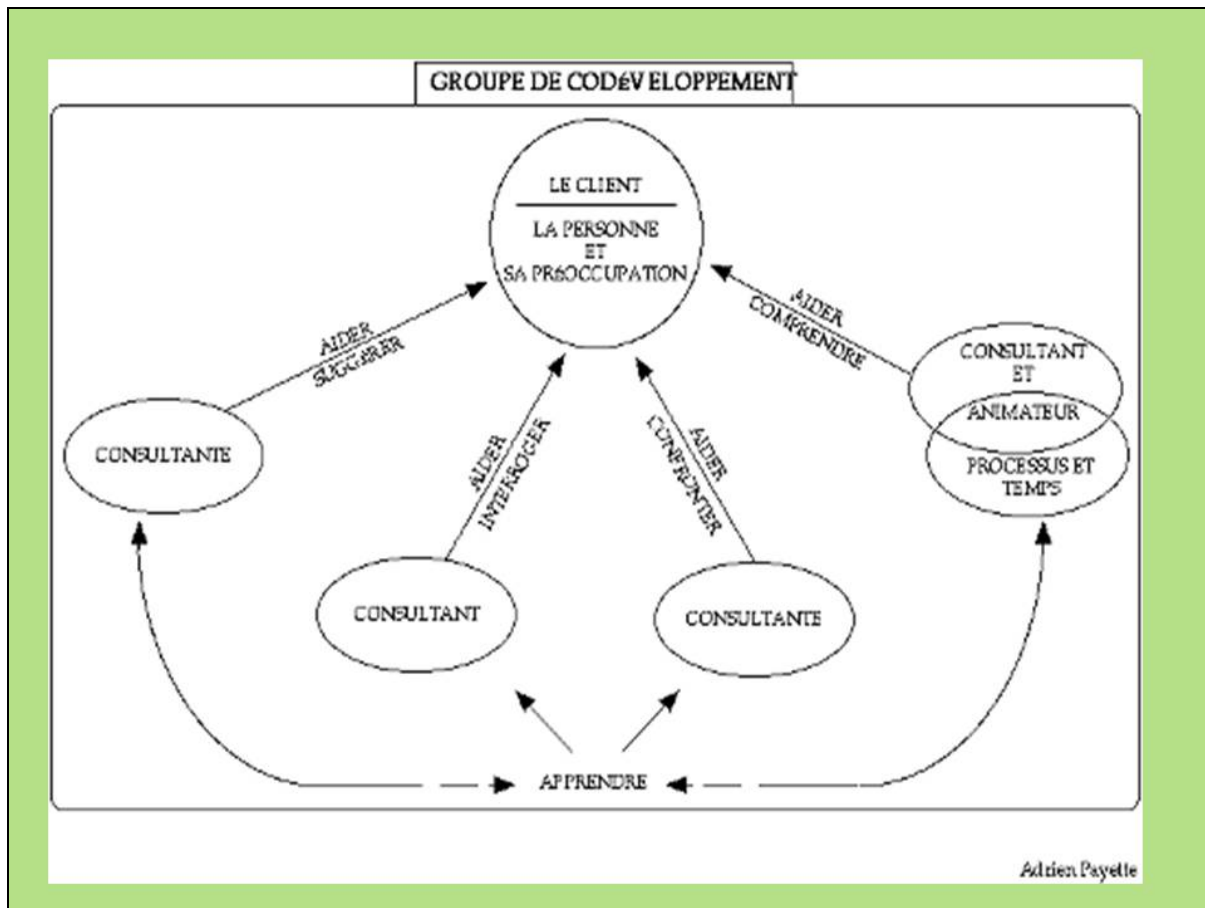 GROUPE DE CODéVELOPPEMENT
LE CLIENT
LA PERSONNE
ET
SA PRéOCCUPATION
AIDER
SUGGéRER
AIDER
INTERROGER
AIDER
CONFRONTER
AIDER
COMPRENDRE
CONSULTANT
ET
ANIMATEUR
PROCESSUS ET
TEMPS
CONSULTANTE
CONSULTANT
CONSULTANTE
APPRENDRE
Adrien Payette